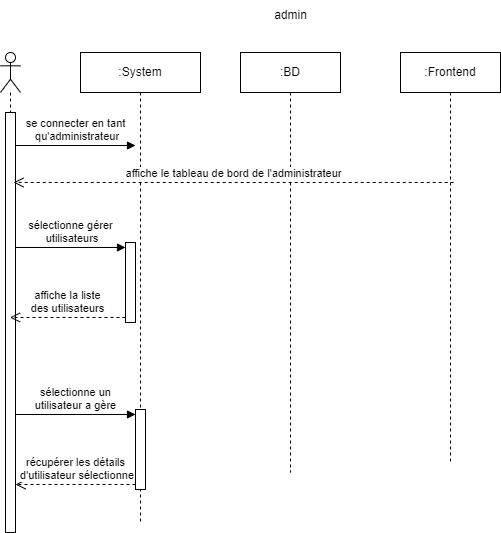 admin
:System
:BD
:Frontend
se connecter en tant
qu'administrateur
affiche le tableau de bord de l'administrateur
sélectionne gérer
utilisateurs
affiche la liste
des utilisateurs
sélectionne un
utilisateur a gère
récupérer les détails
d'utilisateur sélectionne